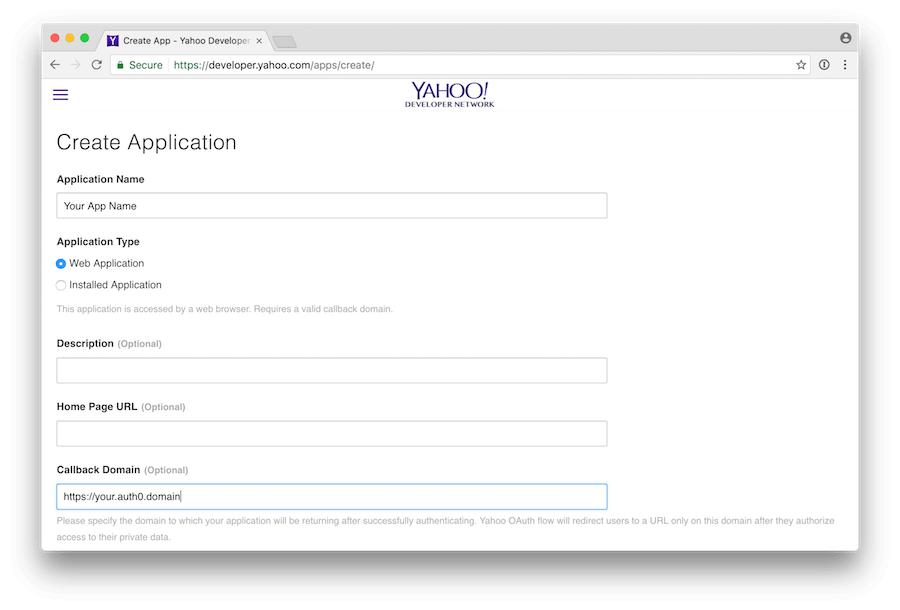 Create App - Yahoo Developer
Secure https://developer.yahoo.com/apps/create/
YAHOO!
DEVELOPER NETWORK
Create Application
Application Name
Your App Name
Application Type
Web Application
Installed Application
This application is accessed by a web browser. Requires a valid callback domain.
Description (Optional)
Home Page URL (Optional)
Callback Domain (Optional)
https://your.auth0.domain
Please specify the domain to which your application will be returning after successfully authenticating. Yahoo OAuth flow will redirect users to a URL only on this domain after they authorize
access to their private data.